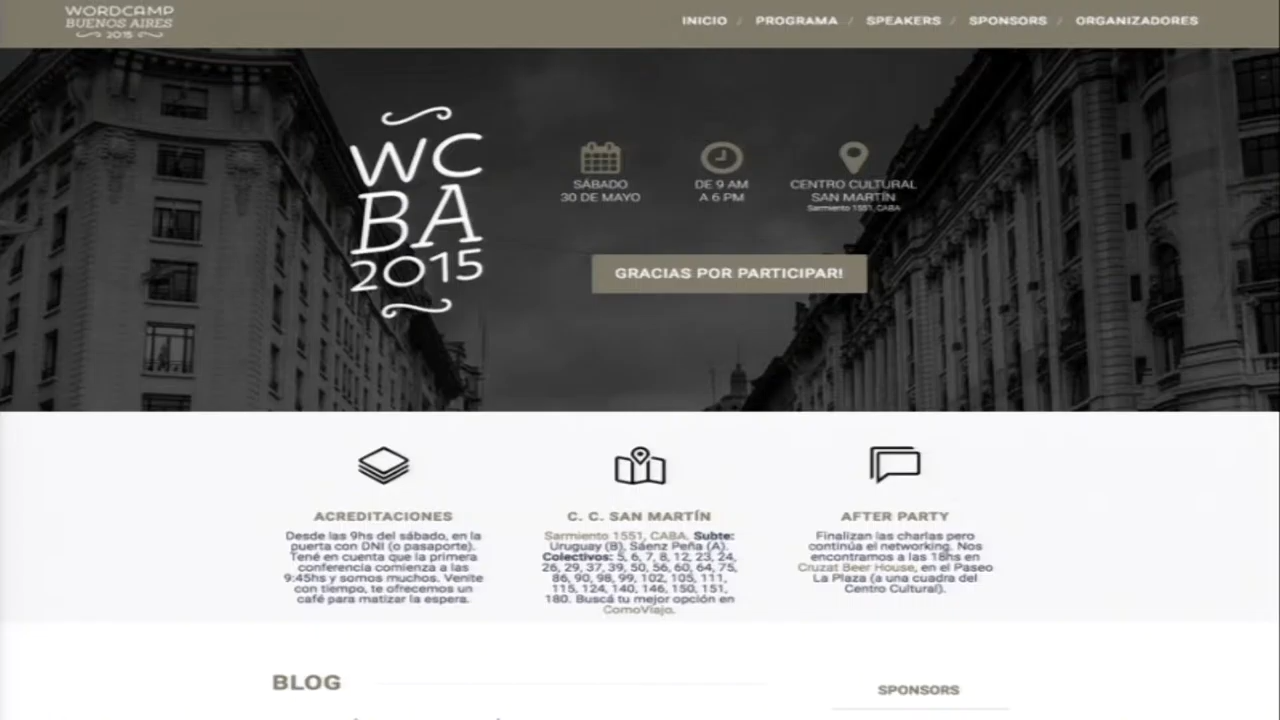 WORDCAMP
BUENOS AIRES
2015
INICIO / PROGRAMA / SPEAKERS / SPONSORS / ORGANIZADORES
WC
BA
2015
SÁBADO
30 DE MAYO
DE 9 AM
A 6 PM
CENTRO CULTURAL
SAN MARTÍN
Sarmiento 1551, CABA
GRACIAS POR PARTICIPAR!
ACREDITACIONES
Desde las 9hs del sábado, en la
puerta con DNI (o pasaporte).
Tené en cuenta que la primera
conferencia comienza a las
9:45hs y somos muchos. Venite
con tiempo, te ofrecemos un
café para matizar la espera.
C. C. SAN MARTÍN
Sarmiento 1551, CABA. Subte:
Uruguay (B), Sáenz Peña (A).
Colectivos: 5, 6, 7, 8, 12, 23, 24,
26, 29, 37, 39, 50, 56, 60, 64, 75,
86, 90, 98, 99, 102, 105, 111,
115, 124, 140, 146, 150, 151,
180. Buscá tu mejor opción en
ComoViajo.
AFTER PARTY
Finalizan las charlas pero
continúa el networking. Nos
encontramos a las 18hs en
Cruzat Beer House, en el Paseo
La Plaza (a una cuadra del
Centro Cultural).
BLOG
SPONSORS